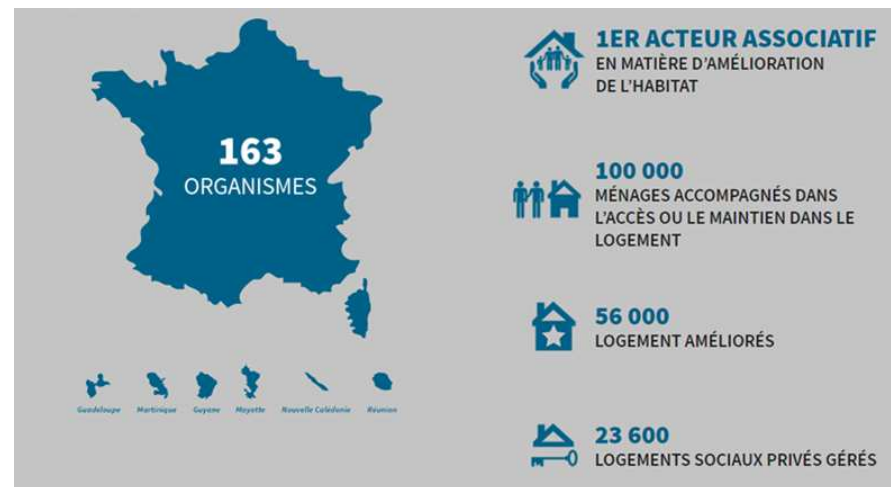 163
ORGANISMES
Guadeloupe
Martinique
Guyane
Mayotte
Nouvelle Calédonie
Réunion
1ER ACTEUR ASSOCIATIF
EN MATIÈRE D'AMÉLIORATION
DE L'HABITAT
100 000
MÉNAGES ACCOMPAGNÉS DANS
L'ACCÈS OU LE MAINTIEN DANS LE
LOGEMENT
56 000
LOGEMENT AMÉLIORÉS
23 600
LOGEMENTS SOCIAUX PRIVÉS GÉRÉS